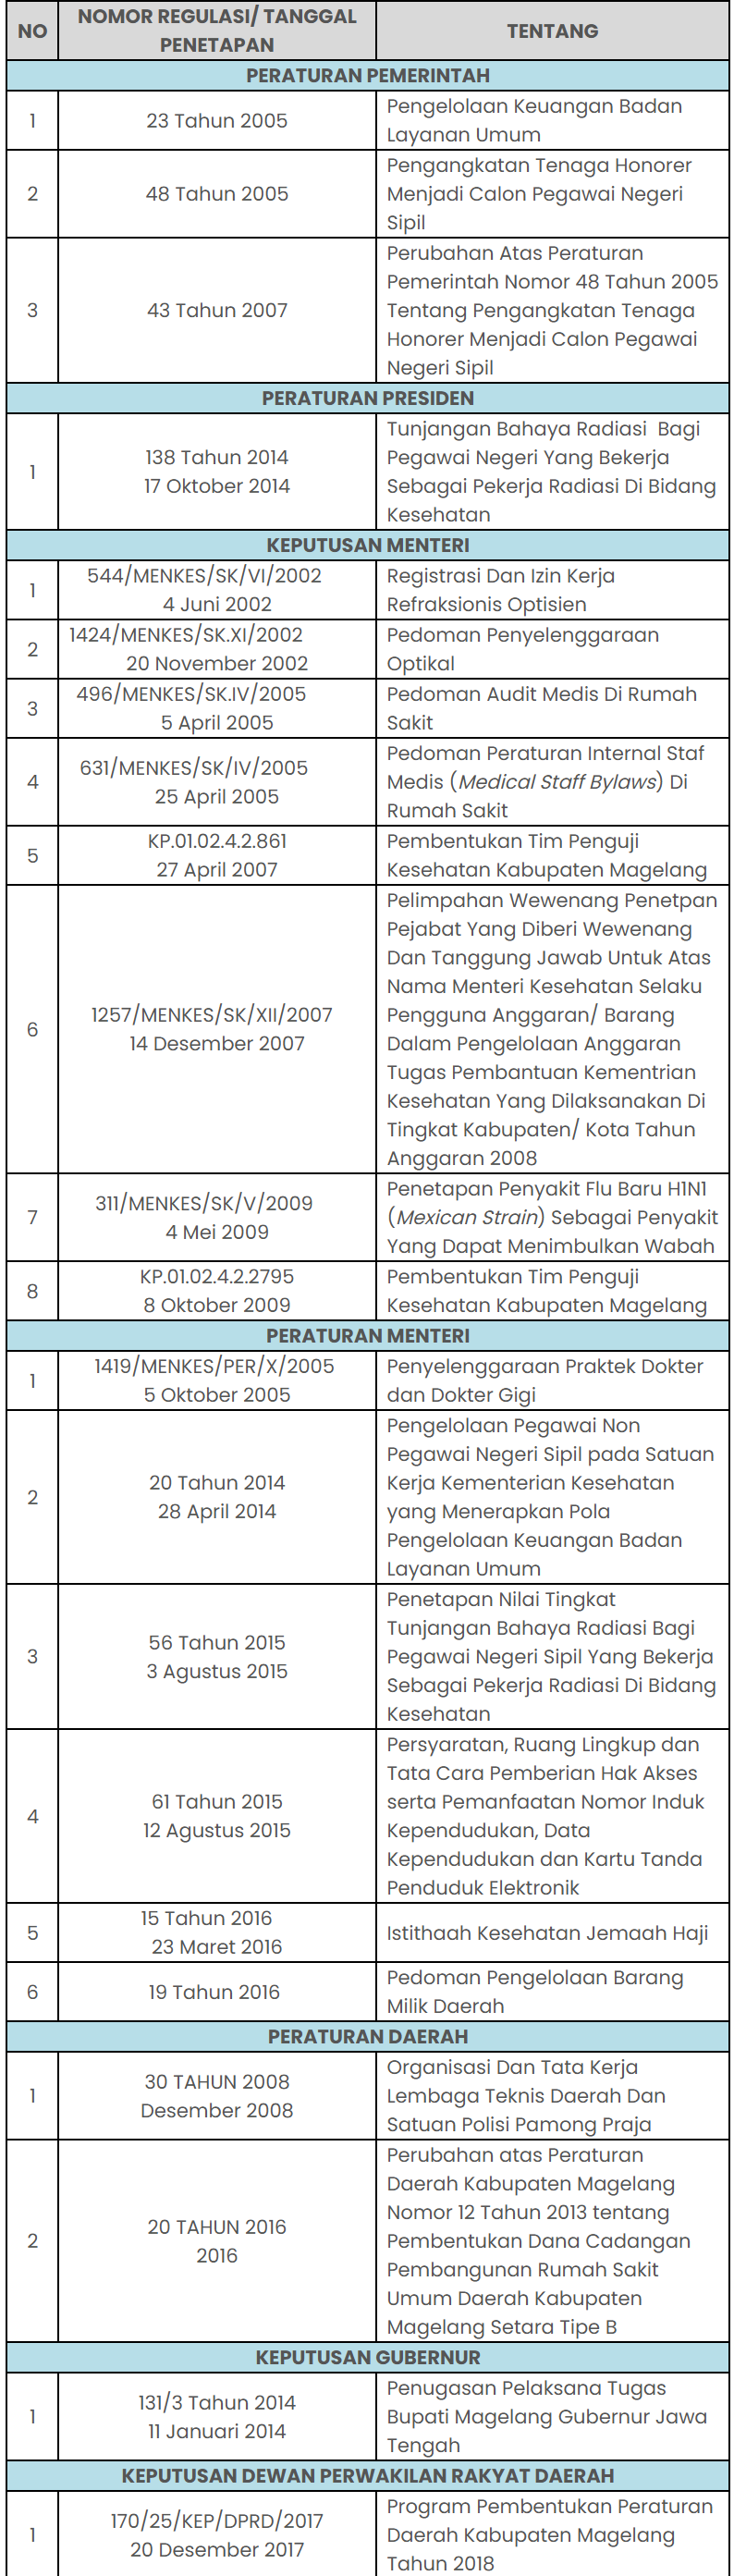 NO
NOMOR REGULASI/ TANGGAL
PENETAPAN
TENTANG
PERATURAN PEMERINTAH
1
23 Tahun 2005
Pengelolaan Keuangan Badan
Layanan Umum
2
48 Tahun 2005
Pengangkatan Tenaga Honorer
Menjadi Calon Pegawai Negeri
Sipil
3
43 Tahun 2007
Perubahan Atas Peraturan
Pemerintah Nomor 48 Tahun 2005
Tentang Pengangkatan Tenaga
Honorer Menjadi Calon Pegawai
Negeri Sipil
PERATURAN PRESIDEN
1
138 Tahun 2014
17 Oktober 2014
Tunjangan Bahaya Radiasi  Bagi
Pegawai Negeri Yang Bekerja
Sebagai Pekerja Radiasi Di Bidang
Kesehatan
KEPUTUSAN MENTERI
1
544/MENKES/SK/VI/2002
4 Juni 2002
Registrasi Dan Izin Kerja
Refraksionis Optisien
2
1424/MENKES/SK.XI/2002
20 November 2002
Pedoman Penyelenggaraan
Optikal
3
496/MENKES/SK.IV/2005
5 April 2005
Pedoman Audit Medis Di Rumah
Sakit
4
631/MENKES/SK/IV/2005
25 April 2005
Pedoman Peraturan Internal Staf
Medis (Medical Staff Bylaws) Di
Rumah Sakit
5
KP.01.02.4.2.861
27 April 2007
Pembentukan Tim Penguji
Kesehatan Kabupaten Magelang
6
1257/MENKES/SK/XII/2007
14 Desember 2007
Pelimpahan Wewenang Penetpan
Pejabat Yang Diberi Wewenang
Dan Tanggung Jawab Untuk Atas
Nama Menteri Kesehatan Selaku
Pengguna Anggaran/ Barang
Dalam Pengelolaan Anggaran
Tugas Pembantuan Kementrian
Kesehatan Yang Dilaksanakan Di
Tingkat Kabupaten/ Kota Tahun
Anggaran 2008
7
311/MENKES/SK/V/2009
4 Mei 2009
Penetapan Penyakit Flu Baru H1N1
(Mexican Strain) Sebagai Penyakit
Yang Dapat Menimbulkan Wabah
8
KP.01.02.4.2.2795
8 Oktober 2009
Pembentukan Tim Penguji
Kesehatan Kabupaten Magelang
PERATURAN MENTERI
1
1419/MENKES/PER/X/2005
5 Oktober 2005
Penyelenggaraan Praktek Dokter
dan Dokter Gigi
2
20 Tahun 2014
28 April 2014
Pengelolaan Pegawai Non
Pegawai Negeri Sipil pada Satuan
Kerja Kementerian Kesehatan
yang Menerapkan Pola
Pengelolaan Keuangan Badan
Layanan Umum
3
56 Tahun 2015
3 Agustus 2015
Penetapan Nilai Tingkat
Tunjangan Bahaya Radiasi Bagi
Pegawai Negeri Sipil Yang Bekerja
Sebagai Pekerja Radiasi Di Bidang
Kesehatan
4
61 Tahun 2015
12 Agustus 2015
Persyaratan, Ruang Lingkup dan
Tata Cara Pemberian Hak Akses
serta Pemanfaatan Nomor Induk
Kependudukan, Data
Kependudukan dan Kartu Tanda
Penduduk Elektronik
5
15 Tahun 2016
23 Maret 2016
Istithaah Kesehatan Jemaah Haji
6
19 Tahun 2016
Pedoman Pengelolaan Barang
Milik Daerah
PERATURAN DAERAH
1
30 TAHUN 2008
Desember 2008
Organisasi Dan Tata Kerja
Lembaga Teknis Daerah Dan
Satuan Polisi Pamong Praja
2
20 TAHUN 2016
2016
Perubahan atas Peraturan
Daerah Kabupaten Magelang
Nomor 12 Tahun 2013 tentang
Pembentukan Dana Cadangan
Pembangunan Rumah Sakit
Umum Daerah Kabupaten
Magelang Setara Tipe B
KEPUTUSAN GUBERNUR
1
131/3 Tahun 2014
11 Januari 2014
Penugasan Pelaksana Tugas
Bupati Magelang Gubernur Jawa
Tengah
KEPUTUSAN DEWAN PERWAKILAN RAKYAT DAERAH
1
170/25/KEP/DPRD/2017
20 Desember 2017
Program Pembentukan Peraturan
Daerah Kabupaten Magelang
Tahun 2018